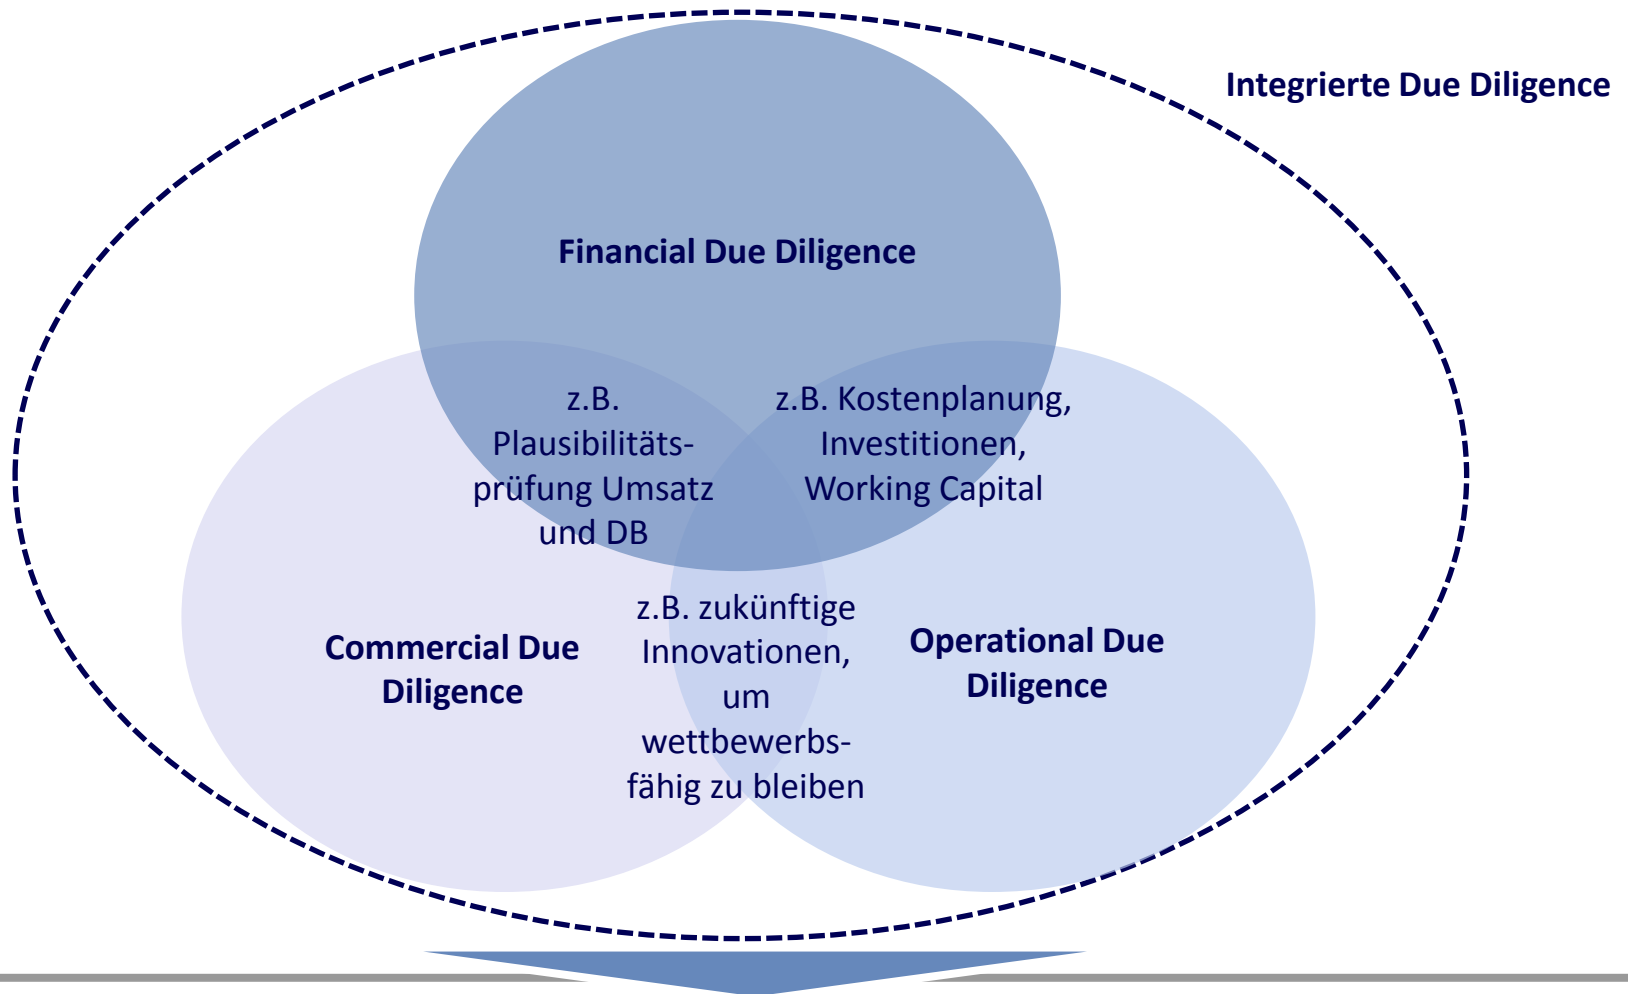 Integrierte Due Diligence
Financial Due Diligence
z.B.
Plausibilitäts-
prüfung Umsatz
und DB
z.B. Kostenplanung,
Investitionen,
Working Capital
Commercial Due
Diligence
z.B. zukünftige
Innovationen,
um
wettbewerbs-
fähig zu bleiben
Operational Due
Diligence